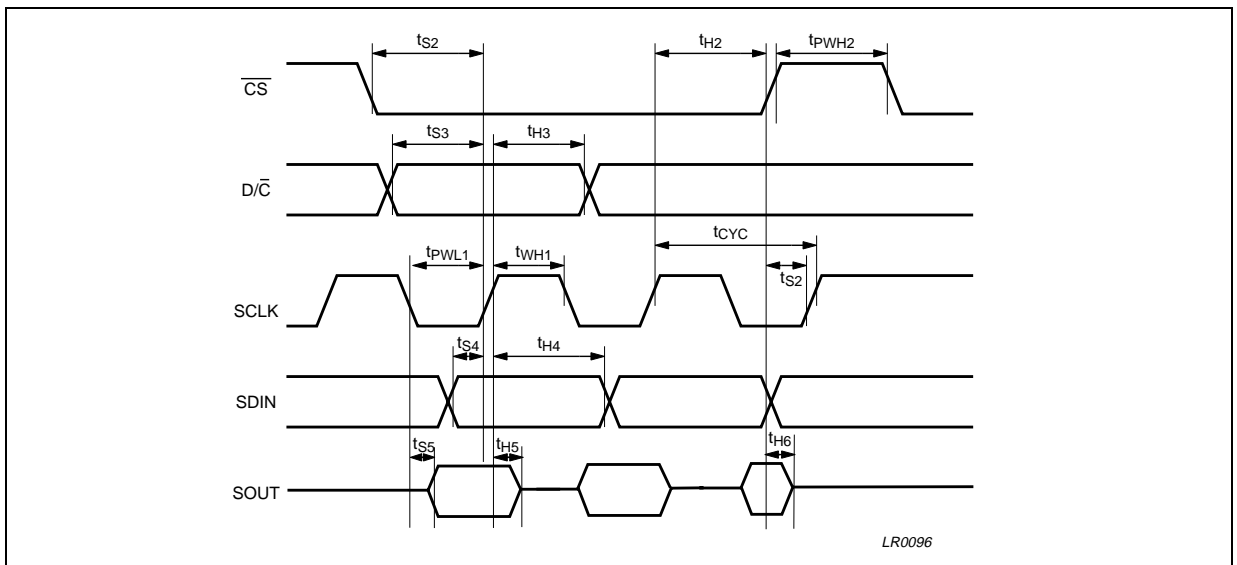 tS2 tH2 tPWH2
CS
tS3 tH3
D/C
tCYC
tPWL1 tWH1
tS2
SCLK
tS4 tH4
SDIN
tS5 tH5 tH6
SOUT
LR0096